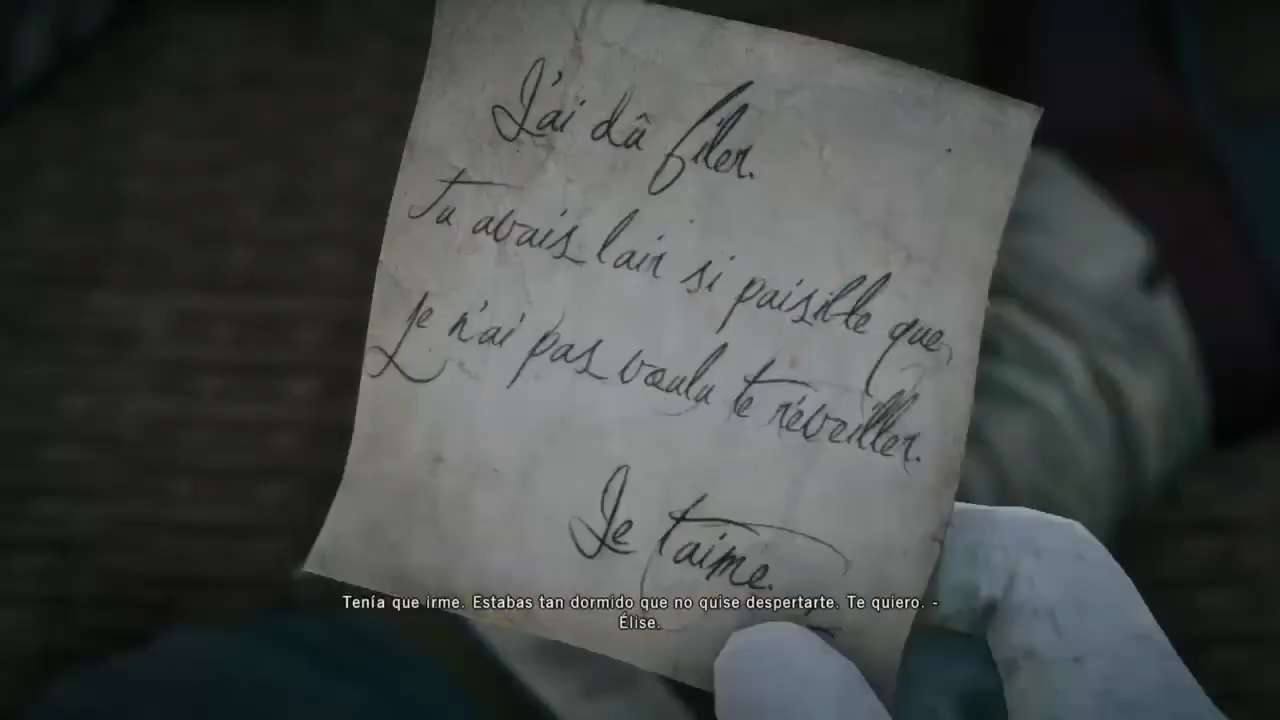 J'ai dû filer.
Tu avais l'air si paisible que
je n'ai pas voulu te réveiller.
Je t'aime.
Tenía que irme. Estabas tan dormido que no quise despertarte. Te quiero. -
Élise.